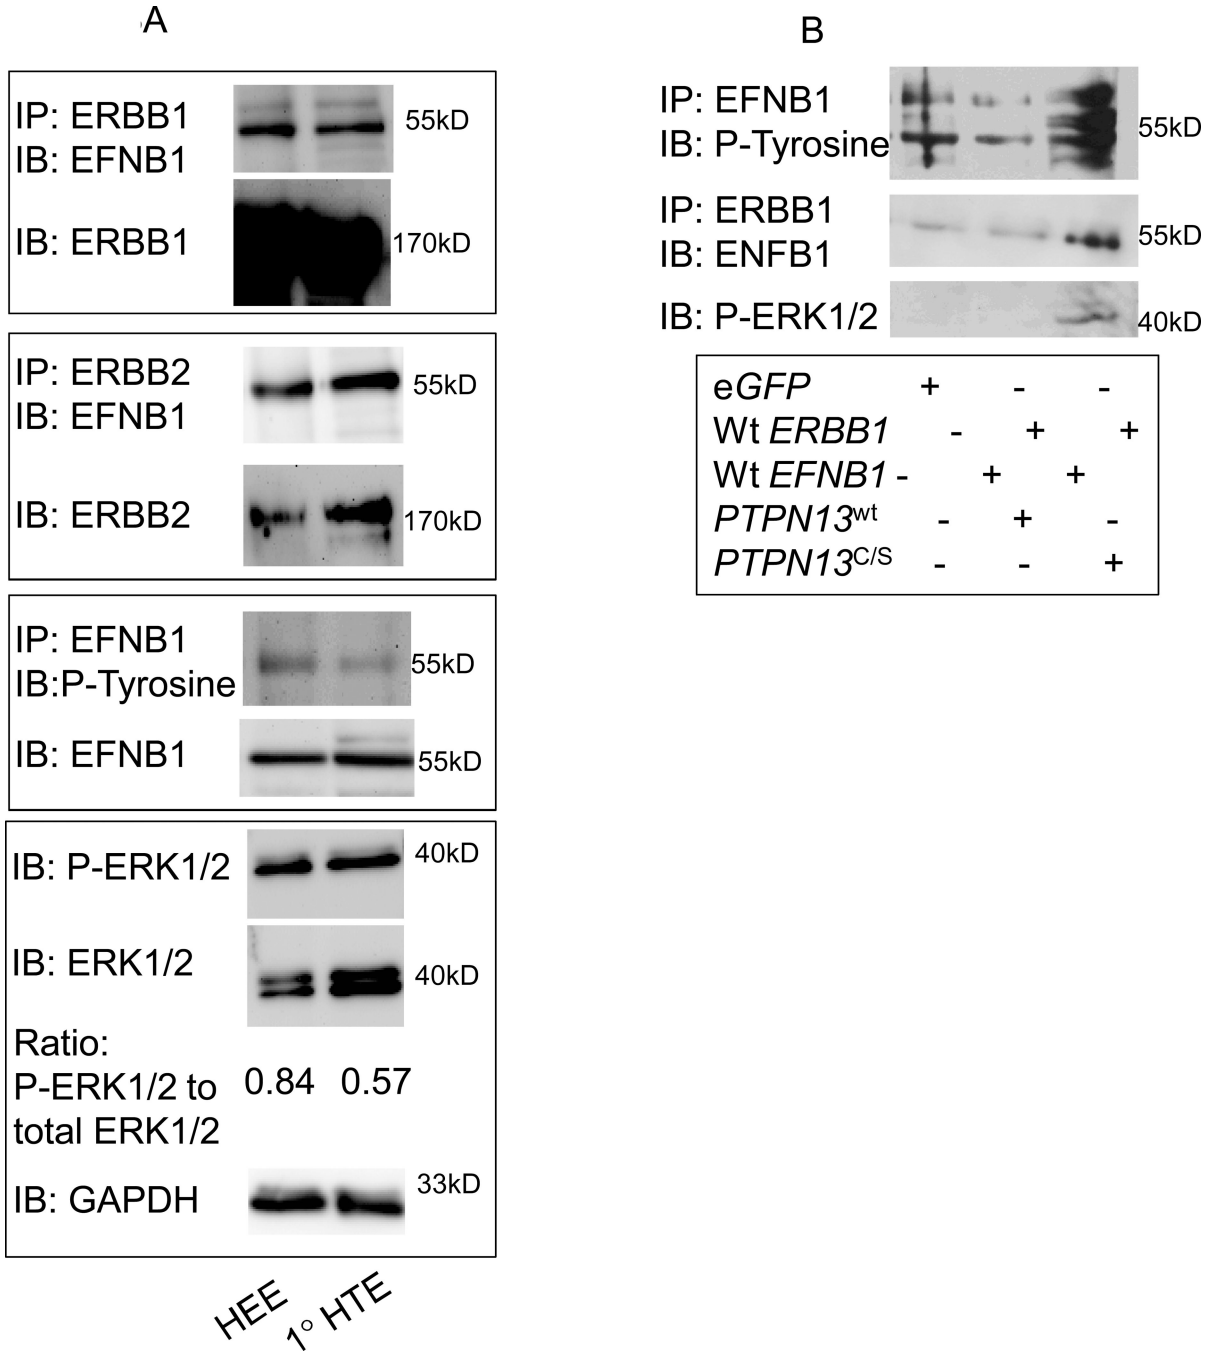 A
IP: ERBB1
IB: EFNB1
55kD
IB: ERBB1
170kD
IP: ERBB2
IB: EFNB1
55kD
IB: ERBB2
170kD
IP: EFNB1
IB:P-Tyrosine
55kD
IB: EFNB1
55kD
IB: P-ERK1/2
40kD
IB: ERK1/2
40kD
Ratio:
P-ERK1/2 to
total ERK1/2
0.84 0.57
IB: GAPDH
33kD
HEE
1° HTE
B
IP: EFNB1
IB: P-Tyrosine
55kD
IP: ERBB1
IB: ENFB1
55kD
IB: P-ERK1/2
40kD
eGFP + - -
Wt ERBB1 - + +
Wt EFNB1 - + +
PTPN13wt - + -
PTPN13C/S - - +